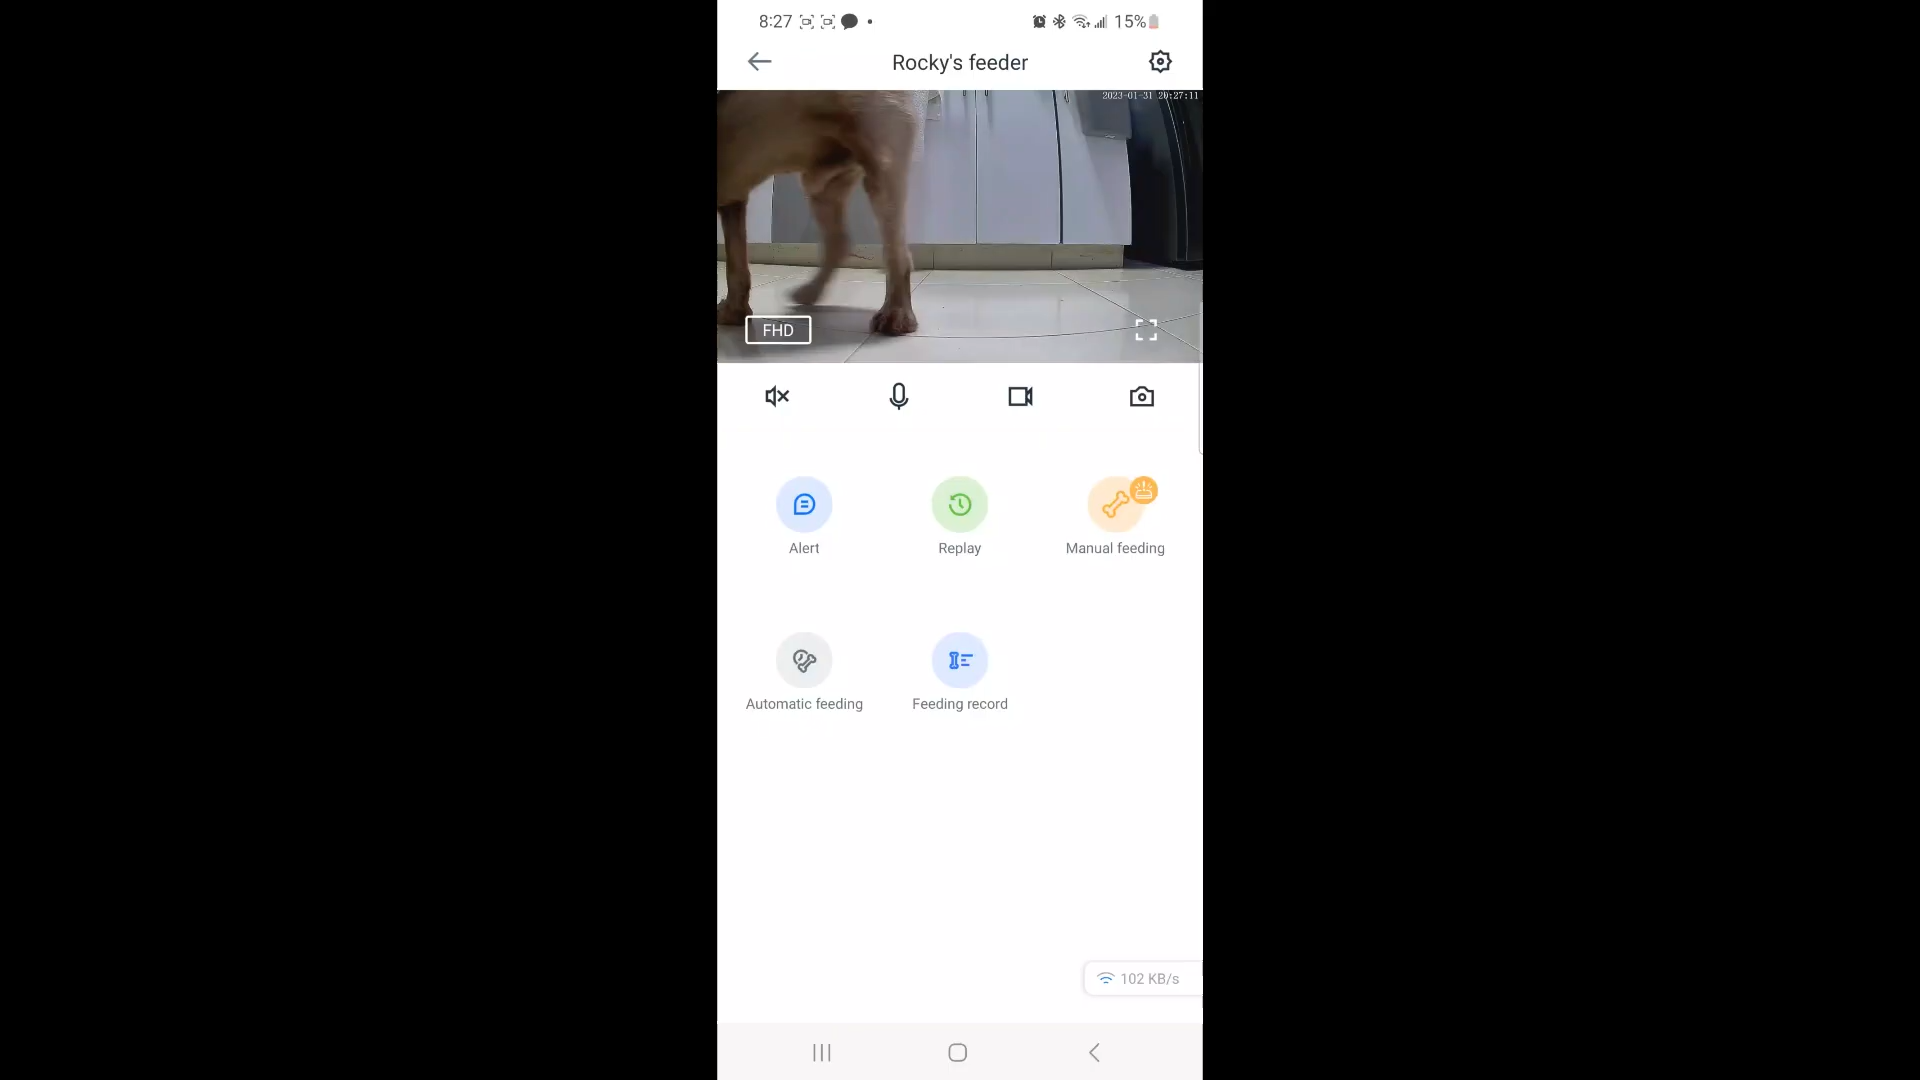 8:27
15%
Rocky's feeder
2023-01-31 20:27:11
FHD
Alert
Replay
Manual feeding
Automatic feeding
Feeding record
102 KB/s